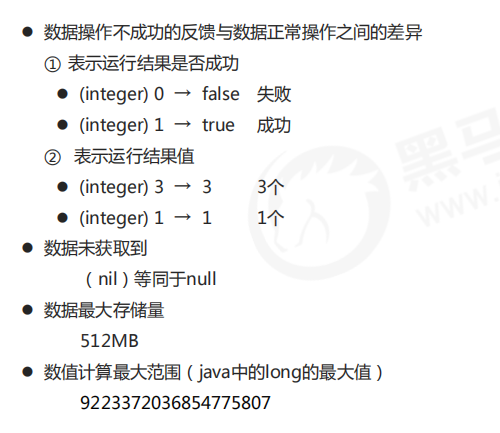 ● 数据操作不成功的反馈与数据正常操作之间的差异
① 表示运行结果是否成功
● (integer) 0 → false 失败
● (integer) 1 → true 成功
② 表示运行结果值
● (integer) 3 → 3 3个
● (integer) 1 → 1 1个
● 数据未获取到
（nil）等同于null
● 数据最大存储量
512MB
● 数值计算最大范围（java中的long的最大值）
9223372036854775807
黑马
www.